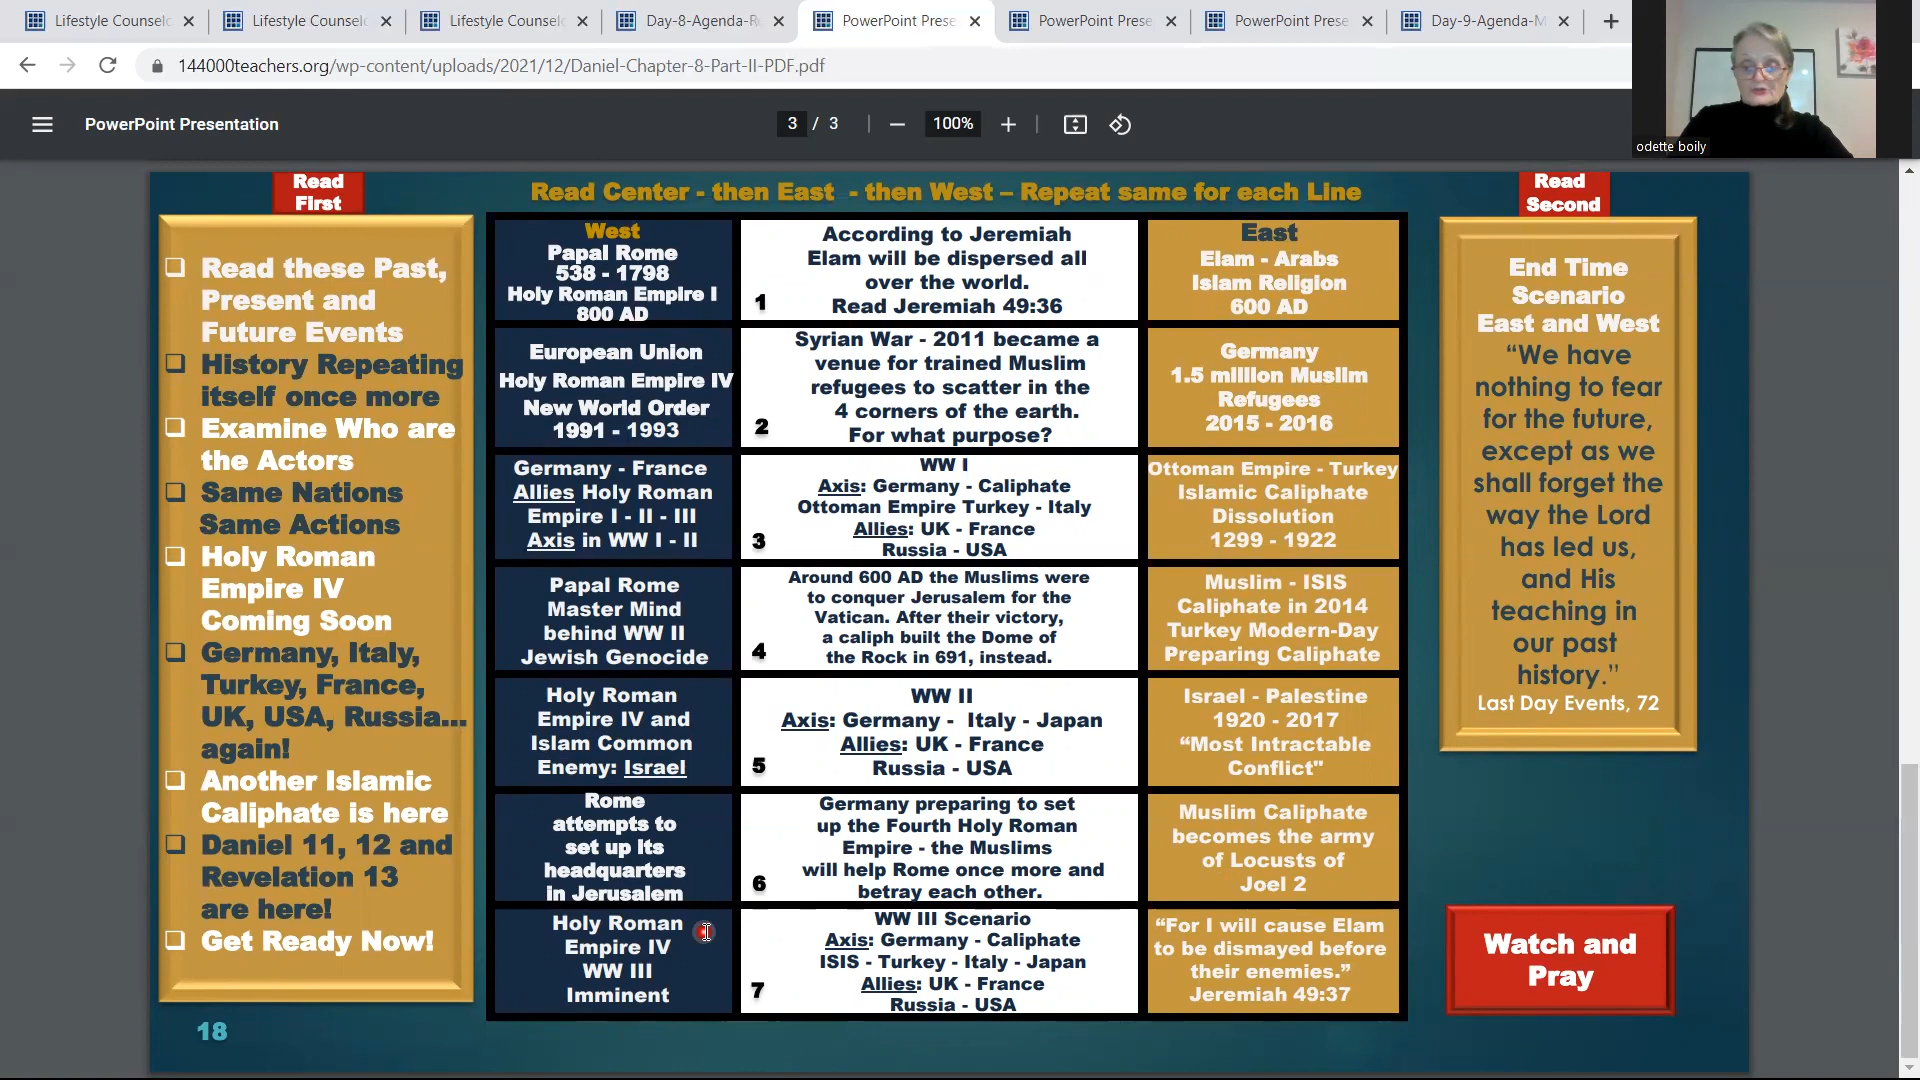 Lifestyle Counsel
Lifestyle Counsel
Lifestyle Counsel
Day-8-Agenda-R
PowerPoint Prese
PowerPoint Prese
PowerPoint Prese
Day-9-Agenda-M
144000teachers.org/wp-content/uploads/2021/12/Daniel-Chapter-8-Part-II-PDF.pdf
PowerPoint Presentation
3 / 3
100%
odette boily
Read
First
Read these Past,
Present and
Future Events
History Repeating
itself once more
Examine Who are
the Actors
Same Nations
Same Actions
Holy Roman
Empire IV
Coming Soon
Germany, Italy,
Turkey, France,
UK, USA, Russia...
again!
Another Islamic
Caliphate is here
Daniel 11, 12 and
Revelation 13
are here!
Get Ready Now!
18
Read Center - then East - then West – Repeat same for each Line
West
Papal Rome
538 - 1798
Holy Roman Empire I
800 AD
1
According to Jeremiah
Elam will be dispersed all
over the world.
Read Jeremiah 49:36
East
Elam - Arabs
Islam Religion
600 AD
European Union
Holy Roman Empire IV
New World Order
1991 - 1993
2
Syrian War - 2011 became a
venue for trained Muslim
refugees to scatter in the
4 corners of the earth.
For what purpose?
Germany
1.5 million Muslim
Refugees
2015 - 2016
Germany - France
Allies Holy Roman
Empire I - II - III
Axis in WW I - II
3
WW I
Axis: Germany - Caliphate
Ottoman Empire Turkey - Italy
Allies: UK - France
Russia - USA
Ottoman Empire - Turkey
Islamic Caliphate
Dissolution
1299 - 1922
Papal Rome
Master Mind
behind WW II
Jewish Genocide
4
Around 600 AD the Muslims were
to conquer Jerusalem for the
Vatican. After their victory,
a caliph built the Dome of
the Rock in 691, instead.
Muslim - ISIS
Caliphate in 2014
Turkey Modern-Day
Preparing Caliphate
Holy Roman
Empire IV and
Islam Common
Enemy: Israel
5
WW II
Axis: Germany - Italy - Japan
Allies: UK - France
Russia - USA
Israel - Palestine
1920 - 2017
“Most Intractable
Conflict"
Rome
attempts to
set up its
headquarters
in Jerusalem
6
Germany preparing to set
up the Fourth Holy Roman
Empire - the Muslims
will help Rome once more and
betray each other.
Muslim Caliphate
becomes the army
of Locusts of
Joel 2
Holy Roman
Empire IV
WW III
Imminent
7
WW III Scenario
Axis: Germany - Caliphate
ISIS - Turkey - Italy - Japan
Allies: UK - France
Russia - USA
“For I will cause Elam
to be dismayed before
their enemies.”
Jeremiah 49:37
Read
Second
End Time
Scenario
East and West
“We have
nothing to fear
for the future,
except as we
shall forget the
way the Lord
has led us,
and His
teaching in
our past
history.”
Last Day Events, 72
Watch and
Pray